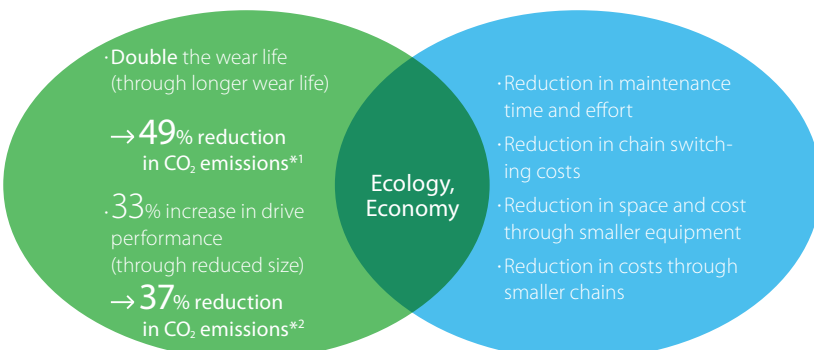 ·Double the wear life
(through longer wear life)
→49% reduction
in CO₂ emissions*1
·33% increase in drive
performance
(through reduced size)
→37% reduction
in CO₂ emissions*2
Ecology,
Economy
·Reduction in maintenance
time and effort
·Reduction in chain switch-
ing costs
·Reduction in space and cost
through smaller equipment
·Reduction in costs through
smaller chains